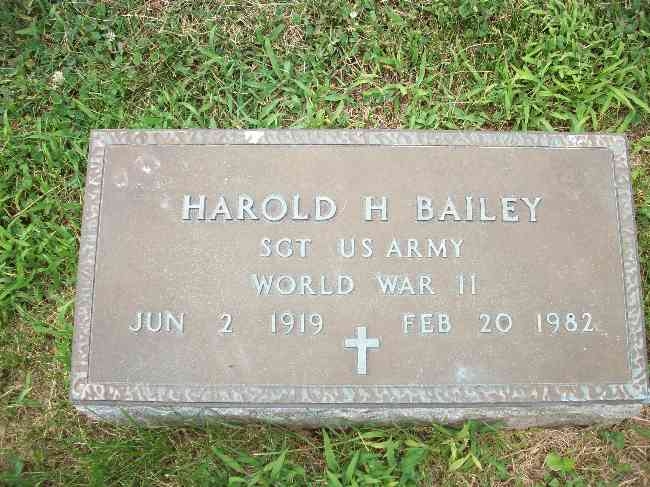 HAROLD H BAILEY
SGT US ARMY
WORLD WAR II
JUN 2 1919 FEB 20 1982